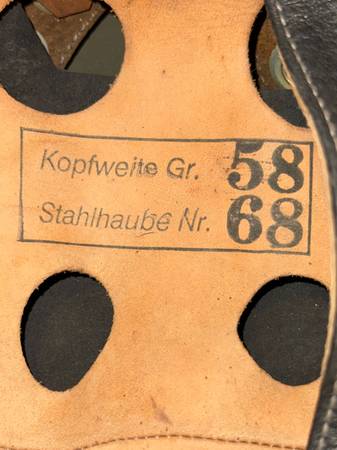 Kopfweite Gr. 58
Stahlhaube Nr. 68